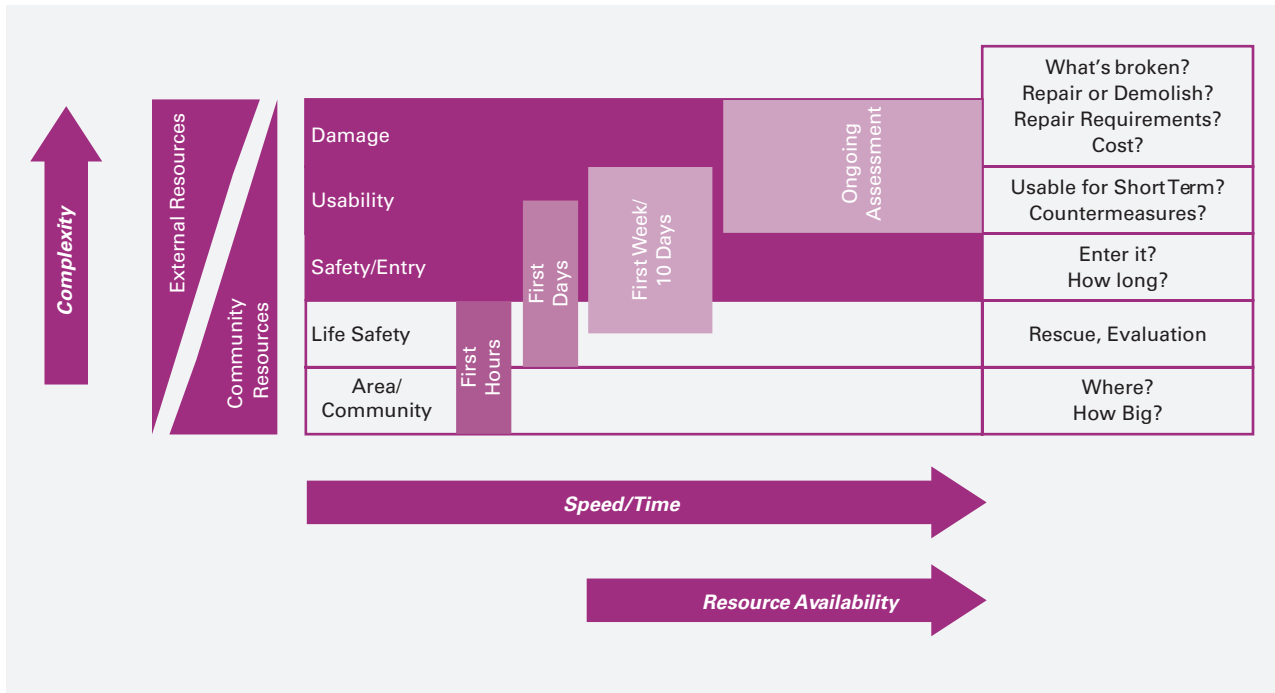 Complexity
External Resources
Community
Resources
Damage
Usability
Safety/Entry
Life Safety
Area/
Community
First
Hours
First
Days
First Week/
10 Days
Ongoing
Assessment
What's broken?
Repair or Demolish?
Repair Requirements?
Cost?
Usable for Short Term?
Countermeasures?
Enter it?
How long?
Rescue, Evaluation
Where?
How Big?
Speed/Time
Resource Availability